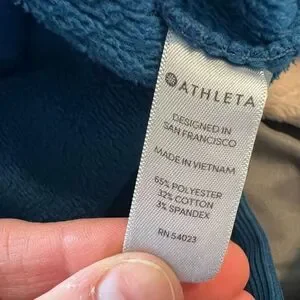 ATHLETA
DESIGNED IN
SAN FRANCISCO
MADE IN VIETNAM
65% POLYESTER
32% COTTON
3% SPANDEX
RN 54023